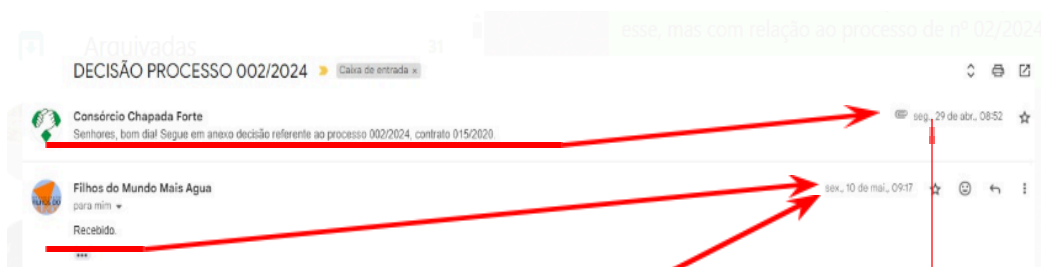 esse, mas com relação ao processo de nº 02/2024
Arquivadas 31
DECISÃO PROCESSO 002/2024 Caixa de entrada ×
Consórcio Chapada Forte seg., 29 de abr., 08:52
Senhores, bom dia! Segue em anexo decisão referente ao processo 002/2024, contrato 015/2020.
Filhos do Mundo Mais Agua sex., 10 de mai., 09:17
para mim
Recebido.